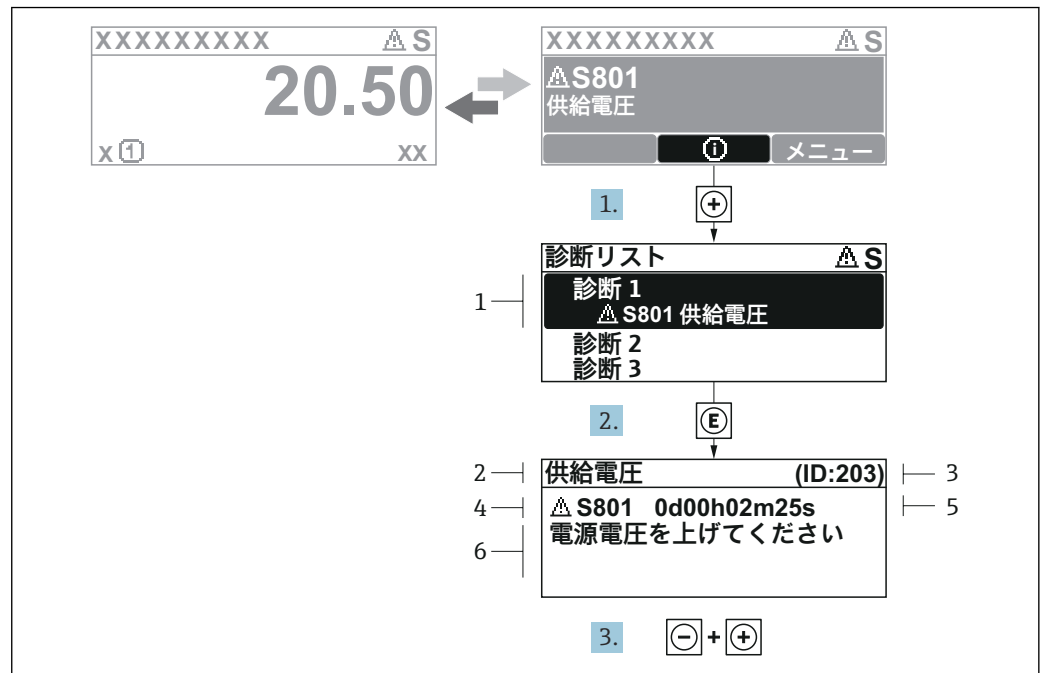 XXXXXXXXX ⚠ S
20.50
X ① XX
XXXXXXXXX ⚠ S
⚠S801
供給電圧
ⓘ メニュー
1. ⊕
診断リスト ⚠ S
1 診断 1
⚠ S801 供給電圧
診断 2
診断 3
2. Ⓔ
2 供給電圧 (ID:203) 3
4 ⚠ S801 0d00h02m25s 5
6 電源電圧を上げてください
3. ⊖ + ⊕